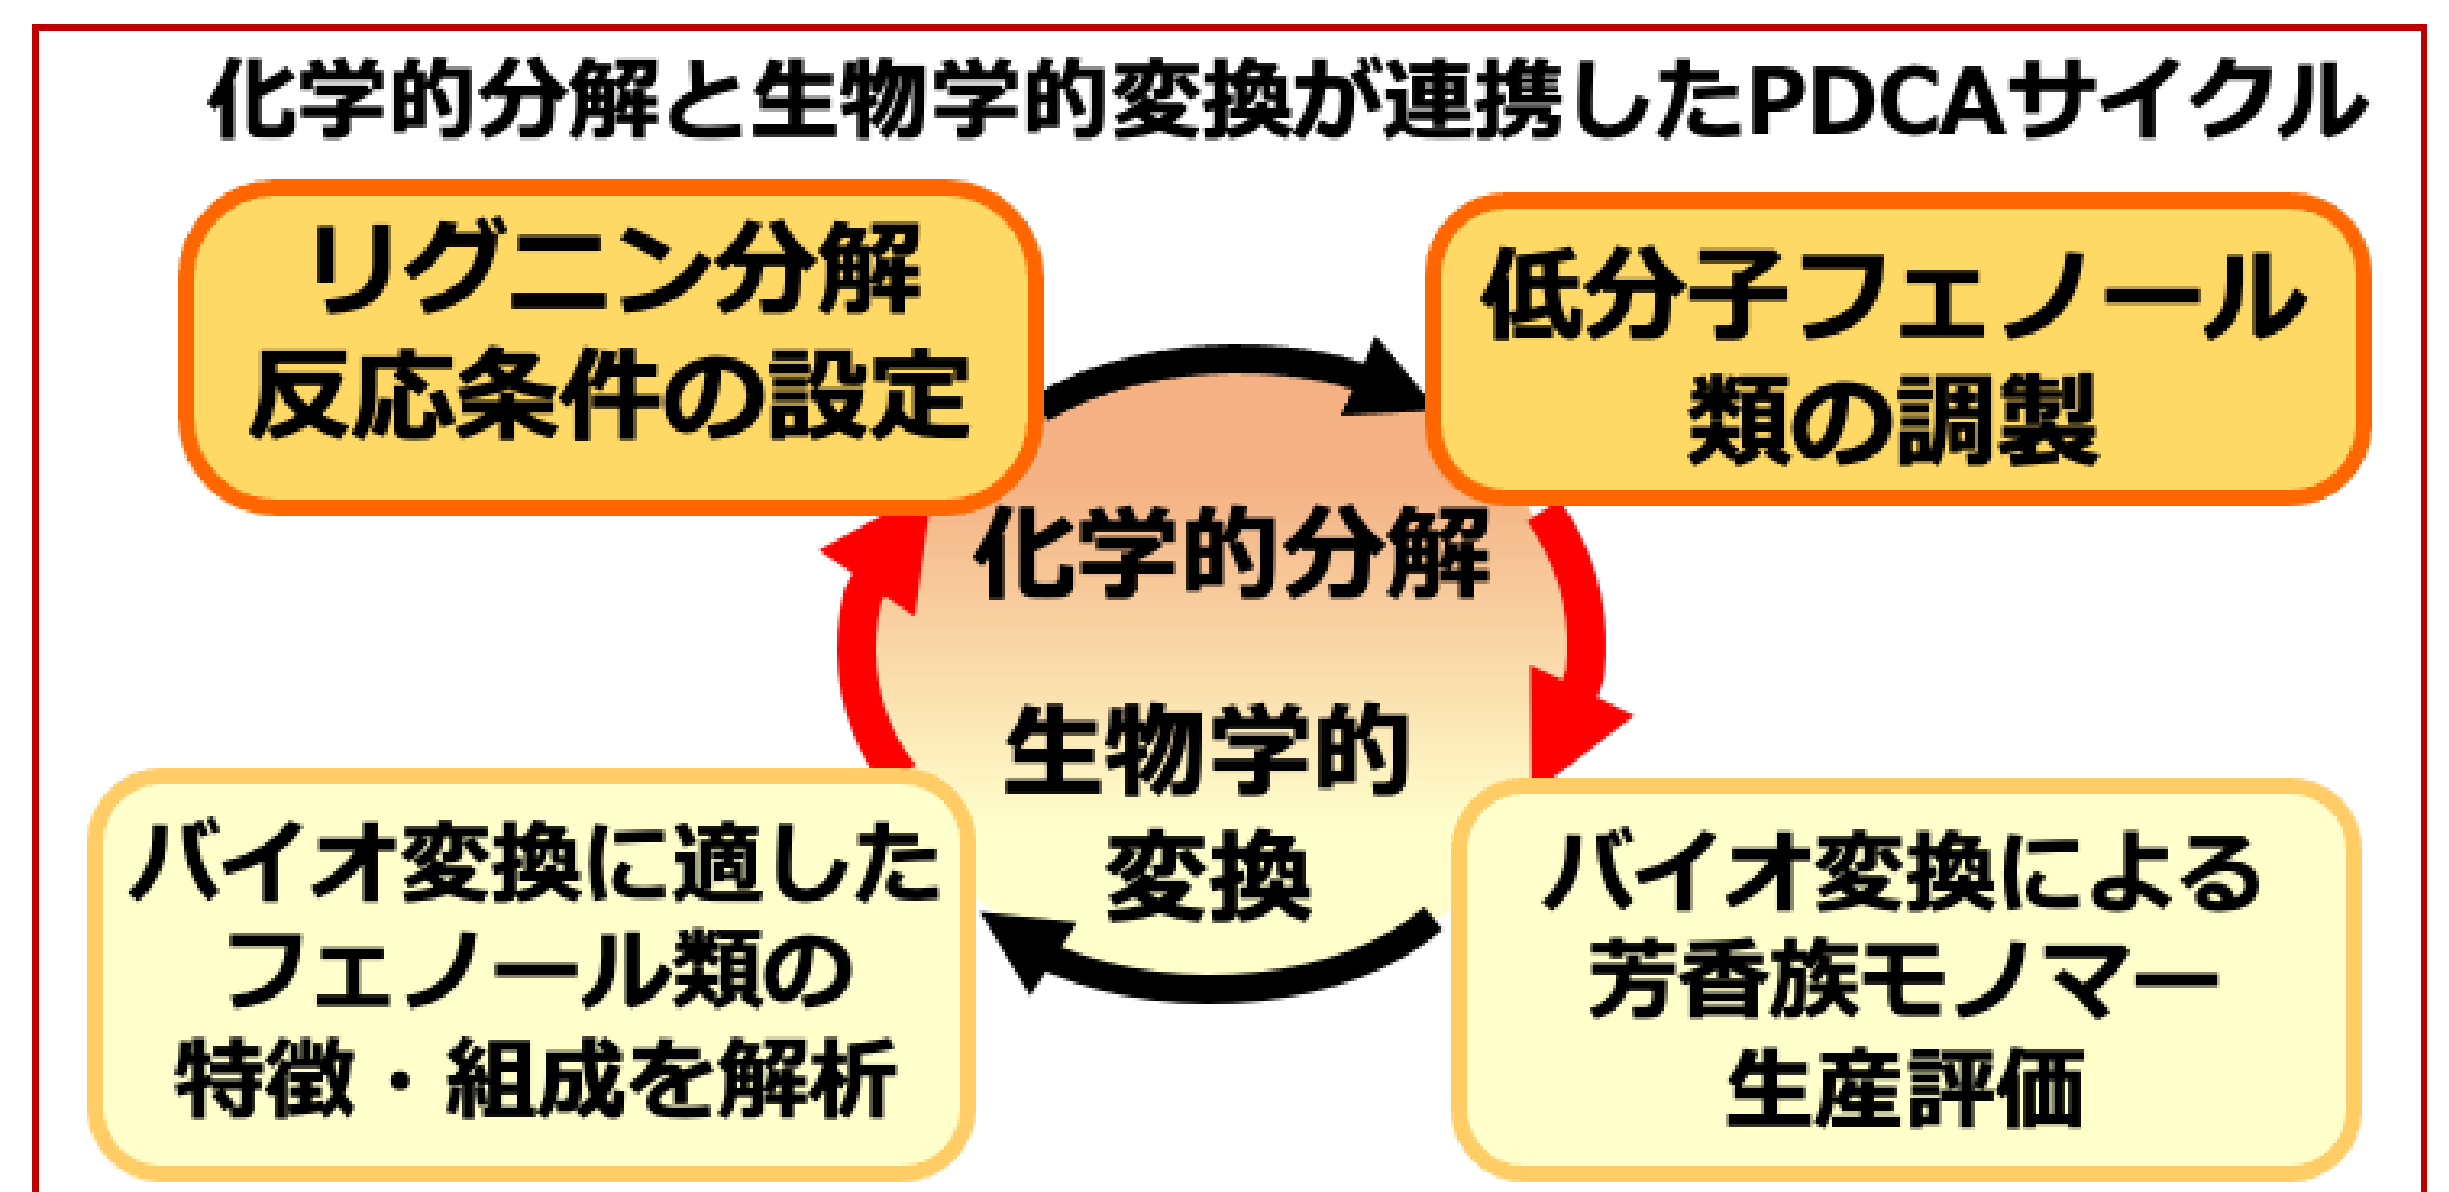 化学的分解と生物学的変換が連携したPDCAサイクル
リグニン分解
反応条件の設定
低分子フェノール
類の調製
化学的分解
生物学的
変換
バイオ変換に適した
フェノール類の
特徴・組成を解析
バイオ変換による
芳香族モノマー
生産評価